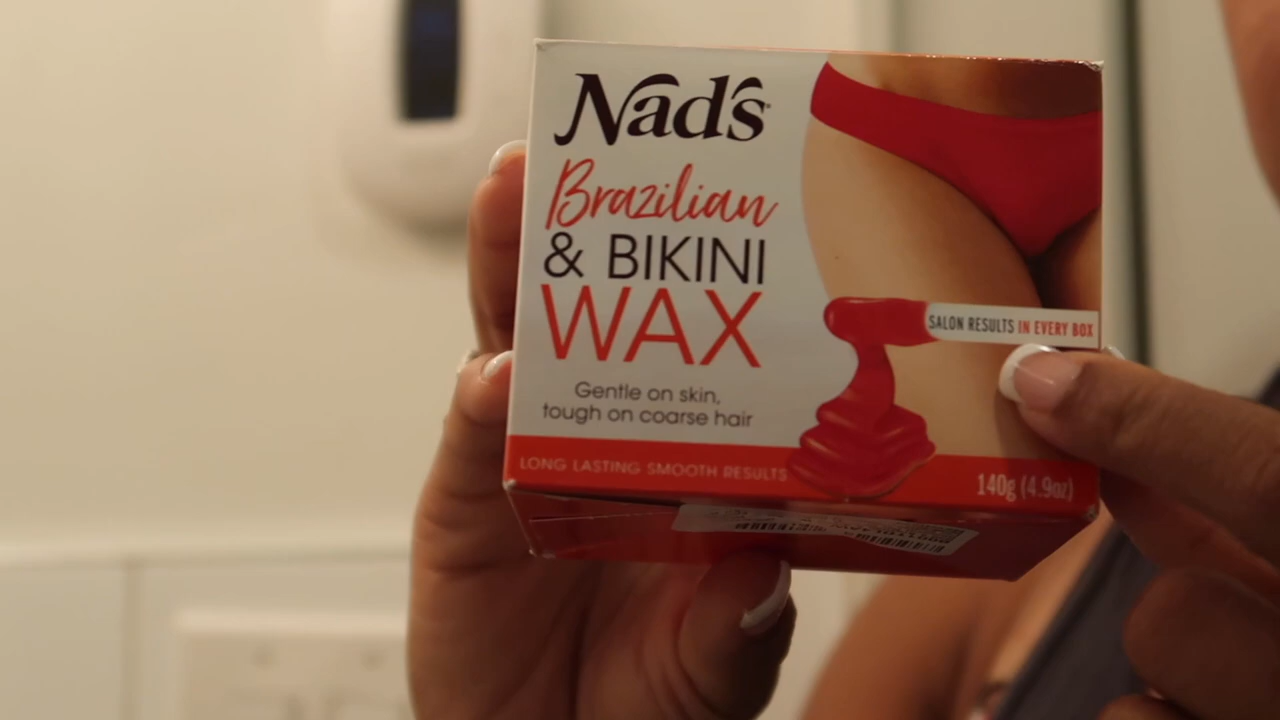 Nad's
Brazilian
& BIKINI
WAX
Gentle on skin,
tough on coarse hair
SALON RESULTS IN EVERY BOX
LONG LASTING SMOOTH RESULTS
140g (4.9oz)